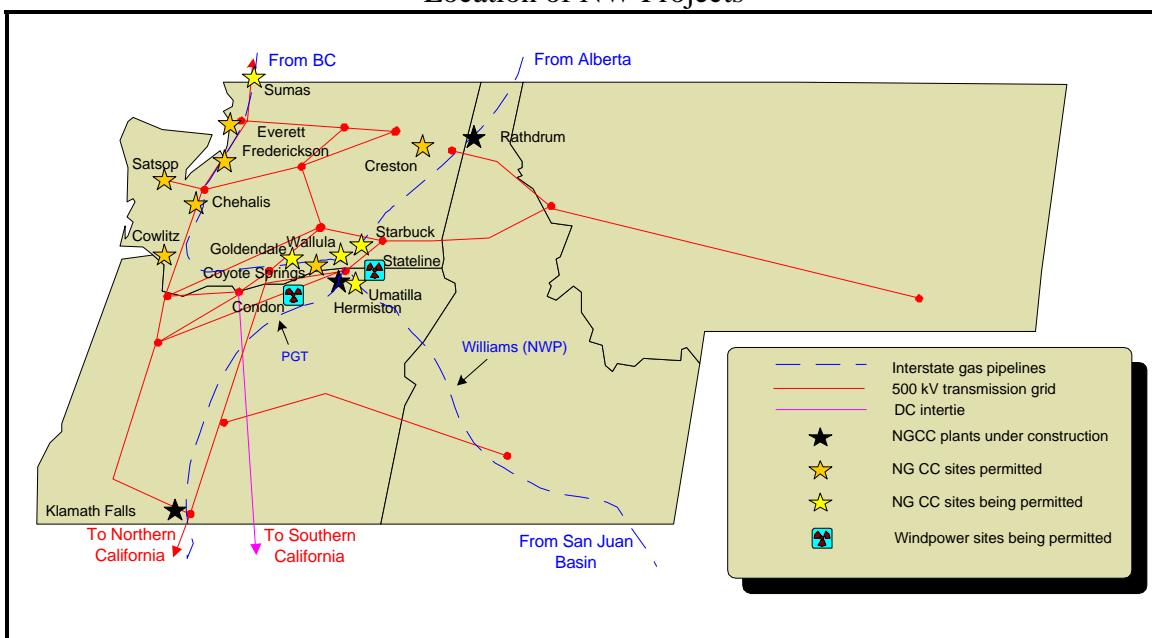 Location of NW Projects
From BC
From Alberta
Sumas
Everett
Frederickson
Rathdrum
Creston
Satsop
Chehalis
Cowlitz
Starbuck
Wallula
Goldendale
Stateline
Coyote Springs
Umatilla
Condon
Hermiston
PGT
Williams (NWP)
Klamath Falls
To Northern
California
To Southern
California
From San Juan
Basin
Interstate gas pipelines
500 kV transmission grid
DC intertie
NGCC plants under construction
NG CC sites permitted
NG CC sites being permitted
Windpower sites being permitted